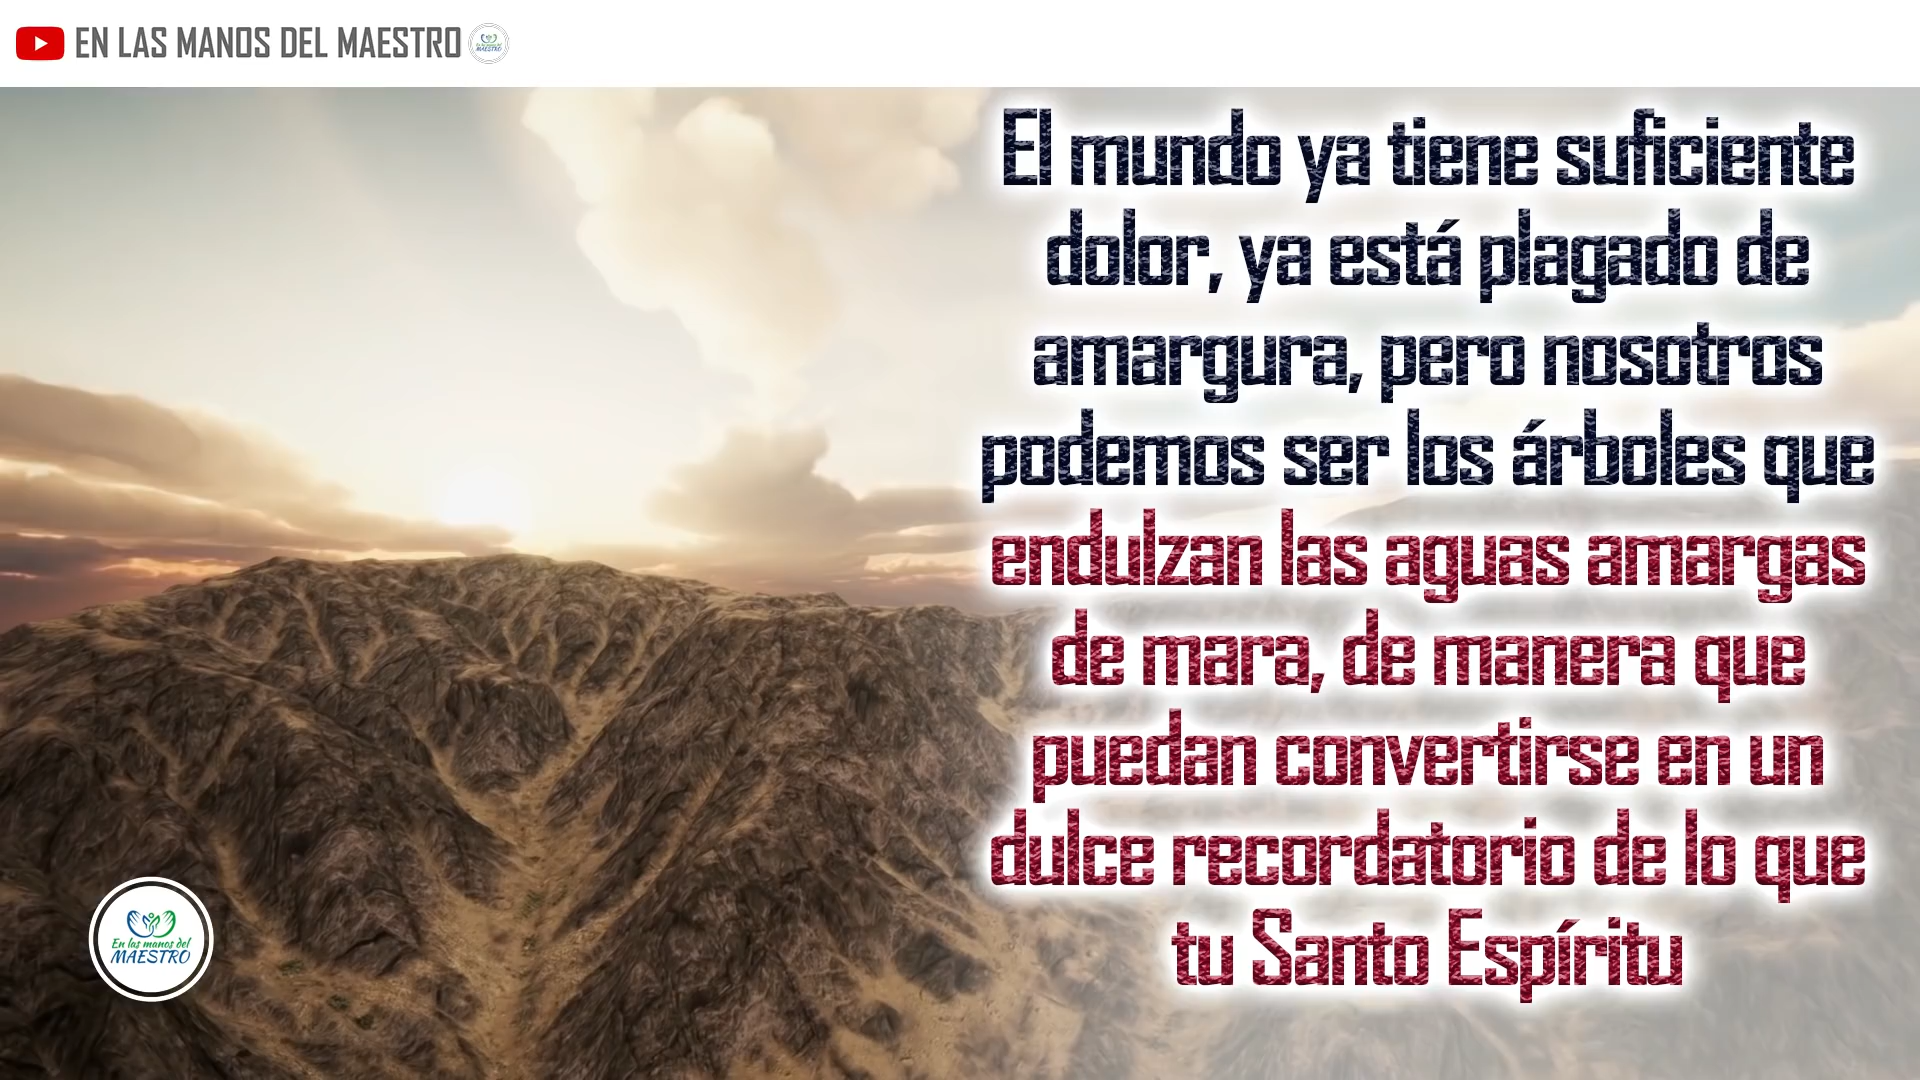 EN LAS MANOS DEL MAESTRO
El mundo ya tiene suficiente
dolor, ya está plagado de
amargura, pero nosotros
podemos ser los árboles que
endulzan las aguas amargas
de mara, de manera que
puedan convertirse en un
dulce recordatorio de lo que
tu Santo Espíritu
En las manos del
MAESTRO